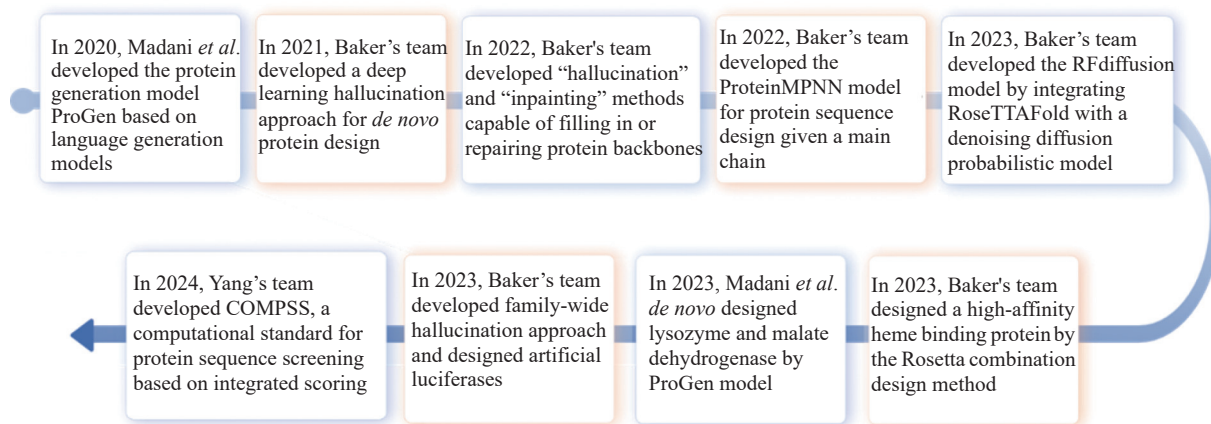 In 2020, Madani et al.
developed the protein
generation model
ProGen based on
language generation
models
In 2021, Baker’s team
developed a deep
learning hallucination
approach for de novo
protein design
In 2022, Baker's team
developed “hallucination”
and “inpainting” methods
capable of filling in or
repairing protein backbones
In 2022, Baker’s team
developed the
ProteinMPNN model
for protein sequence
design given a main
chain
In 2023, Baker’s team
developed the RFdiffusion
model by integrating
RoseTTAFold with a
denoising diffusion
probabilistic model
In 2023, Baker's team
designed a high-affinity
heme binding protein by
the Rosetta combination
design method
In 2023, Madani et al.
de novo designed
lysozyme and malate
dehydrogenase by
ProGen model
In 2023, Baker’s team
developed family-wide
hallucination approach
and designed artificial
luciferases
In 2024, Yang’s team
developed COMPSS, a
computational standard for
protein sequence screening
based on integrated scoring